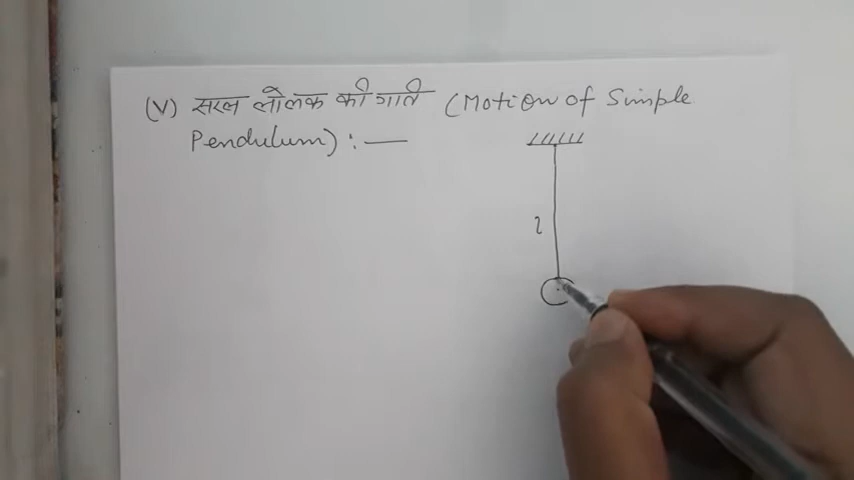 (V) सरल लोलक की गति (Motion of Simple
Pendulum) : —
l